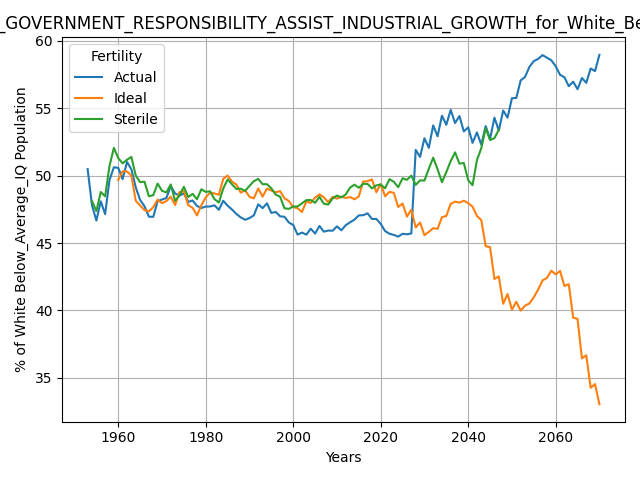 _GOVERNMENT_RESPONSIBILITY_ASSIST_INDUSTRIAL_GROWTH_for_White_Be
% of White Below_Average_IQ Population
60
55
50
45
40
35
Fertility
Actual
Ideal
Sterile
1960
1980
2000
2020
2040
2060
Years